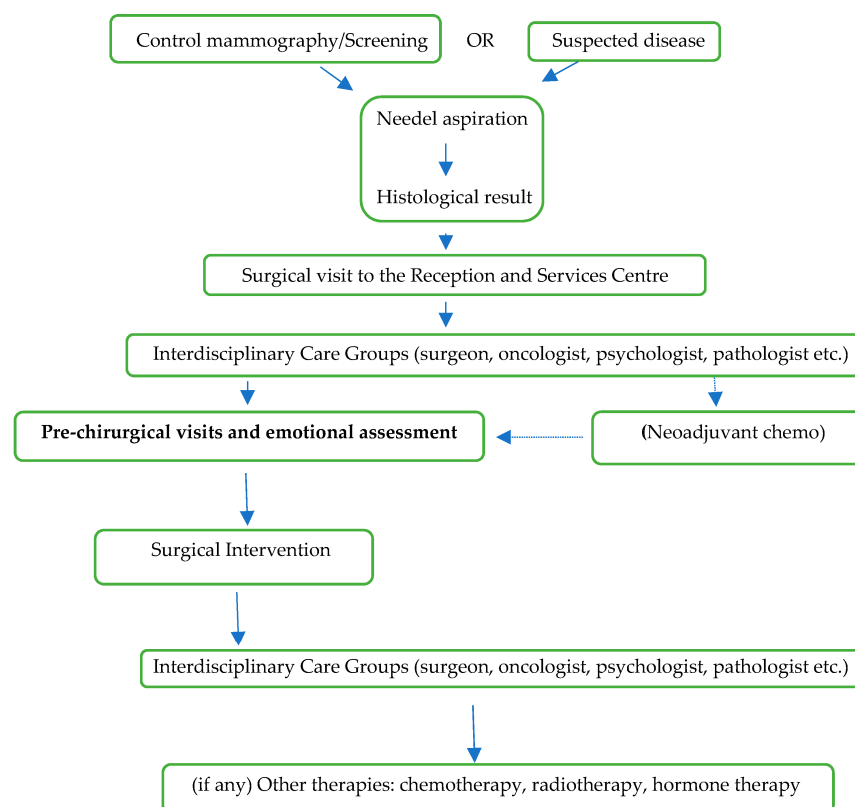 Control mammography/Screening OR Suspected disease
Needel aspiration
Histological result
Surgical visit to the Reception and Services Centre
Interdisciplinary Care Groups (surgeon, oncologist, psychologist, pathologist etc.)
Pre-chirurgical visits and emotional assessment
(Neoadjuvant chemo)
Surgical Intervention
Interdisciplinary Care Groups (surgeon, oncologist, psychologist, pathologist etc.)
(if any) Other therapies: chemotherapy, radiotherapy, hormone therapy